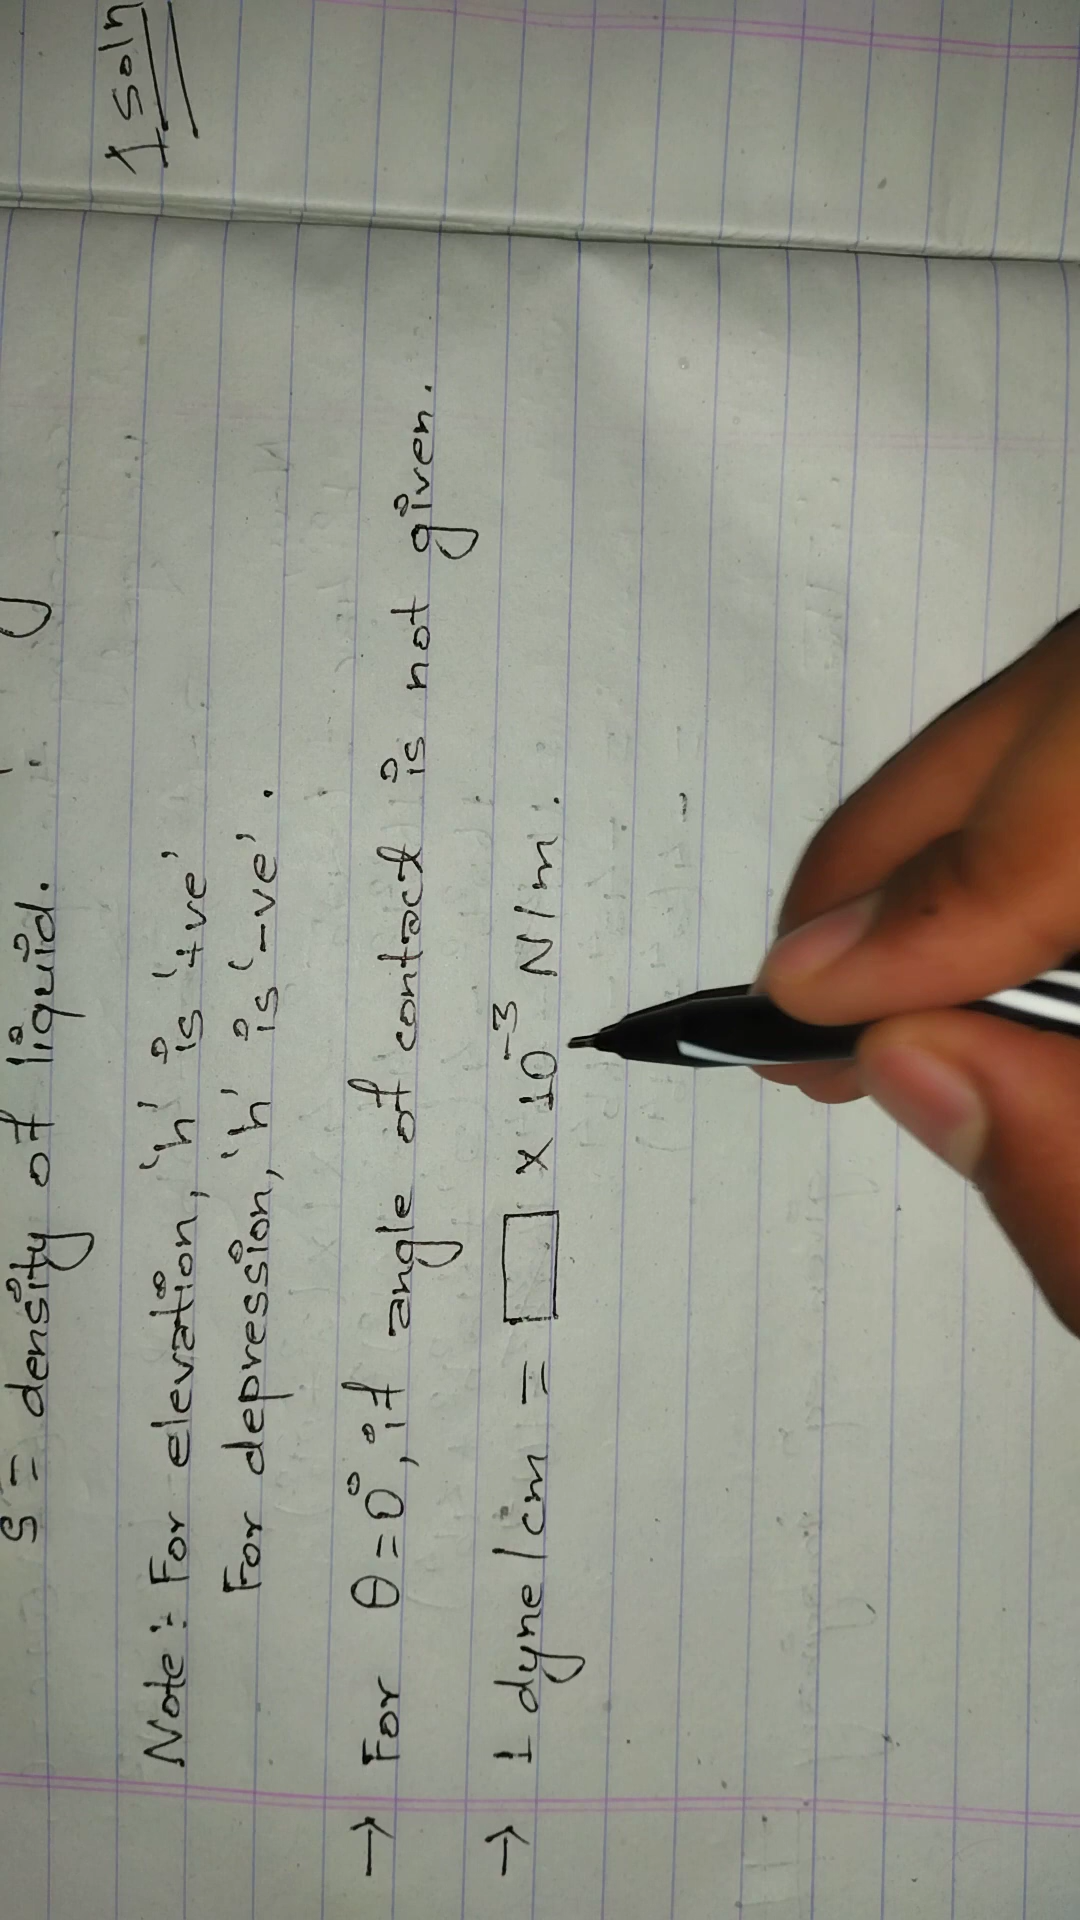 S = density of liquid.
Note: For elevation, 'h' is '+ve'
For depression, 'h' is '-ve'.
→ For θ=0°, if angle of contact is not given.
→ 1 dyne/cm = □ × 10⁻³ N/m.
1 soln